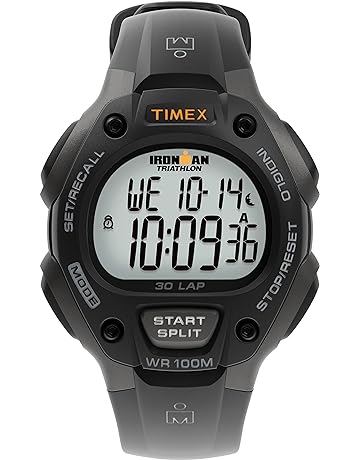 TIMEX
IRONMAN
TRIATHLON
SET/RECALL
INDIGLO
WE 10-14
A
10:09 36
MODE
STOP/RESET
30 LAP
START
SPLIT
WR 100M